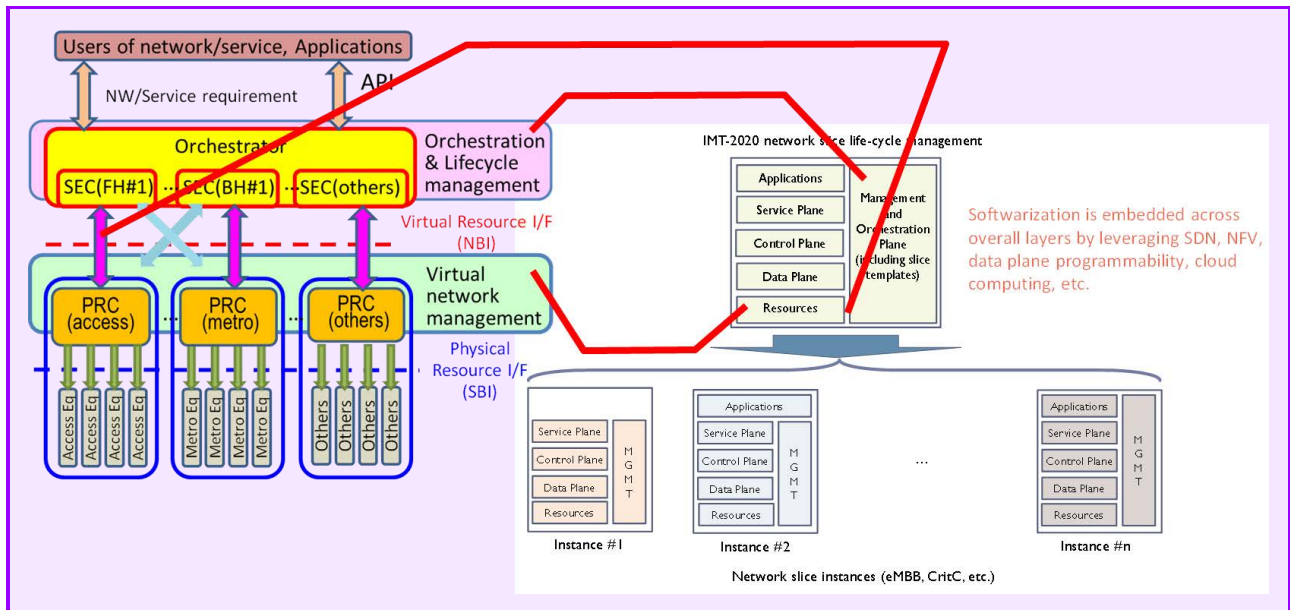 Users of network/service, Applications
NW/Service requirement
API
Orchestrator
SEC(FH#1)
...
SEC(BH#1)
...
SEC(others)
Orchestration
& Lifecycle
management
Virtual Resource I/F
(NBI)
Virtual
network
management
PRC
(access)
...
PRC
(metro)
...
PRC
(others)
Physical
Resource I/F
(SBI)
Access Eq
Access Eq
Access Eq
Access Eq
Metro Eq
Metro Eq
Metro Eq
Metro Eq
Others
Others
Others
Others
IMT-2020 network slice life-cycle management
Applications
Service Plane
Control Plane
Data Plane
Resources
Management
and
Orchestration
Plane
(including slice
templates)
Softwarization is embedded across
overall layers by leveraging SDN, NFV,
data plane programmability, cloud
computing, etc.
Service Plane
Control Plane
Data Plane
Resources
M
G
M
T
Instance #1
Applications
Service Plane
Control Plane
Data Plane
Resources
M
G
M
T
Instance #2
...
Applications
Service Plane
Control Plane
Data Plane
Resources
M
G
M
T
Instance #n
Network slice instances (eMBB, CritC, etc.)